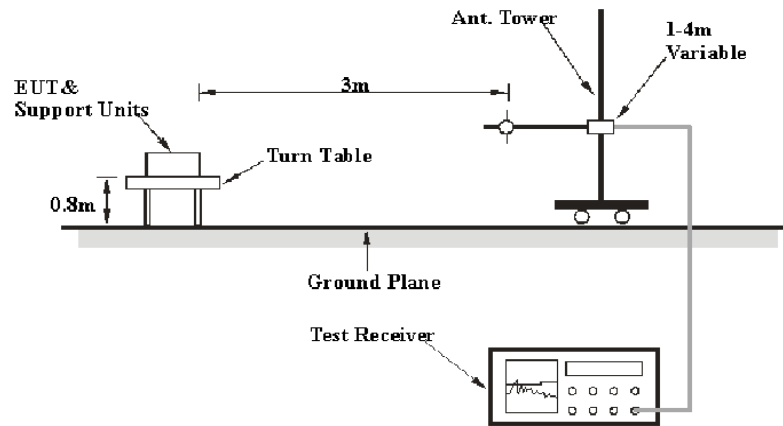 Ant. Tower
1-4m
Variable
EUT&
Support Units
3m
Turn Table
0.8m
Ground Plane
Test Receiver